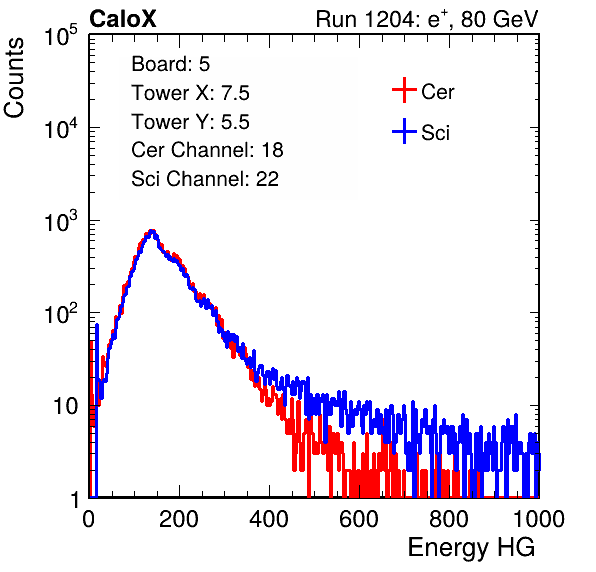 CaloX Run 1204: e⁺, 80 GeV
Counts
Board: 5
Tower X: 7.5
Tower Y: 5.5
Cer Channel: 18
Sci Channel: 22
Cer
Sci
10⁵
10⁴
10³
10²
10
1
0 200 400 600 800 1000
Energy HG